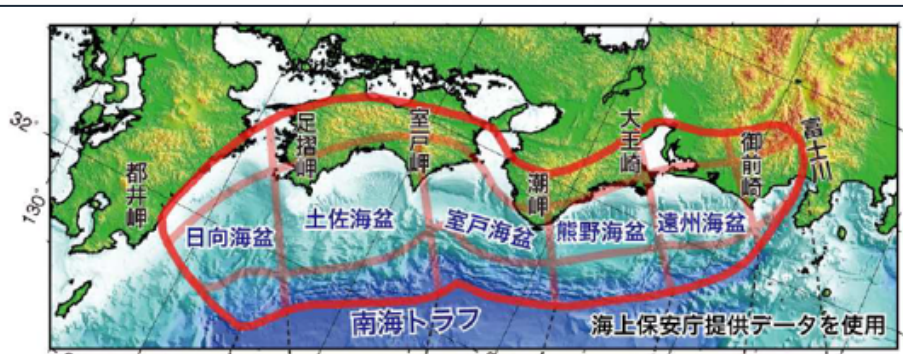 32°
130°
都井岬
足摺岬
室戸岬
潮岬
大王崎
御前崎
富士川
日向海盆
土佐海盆
室戸海盆
熊野海盆
遠州海盆
南海トラフ
海上保安庁提供データを使用